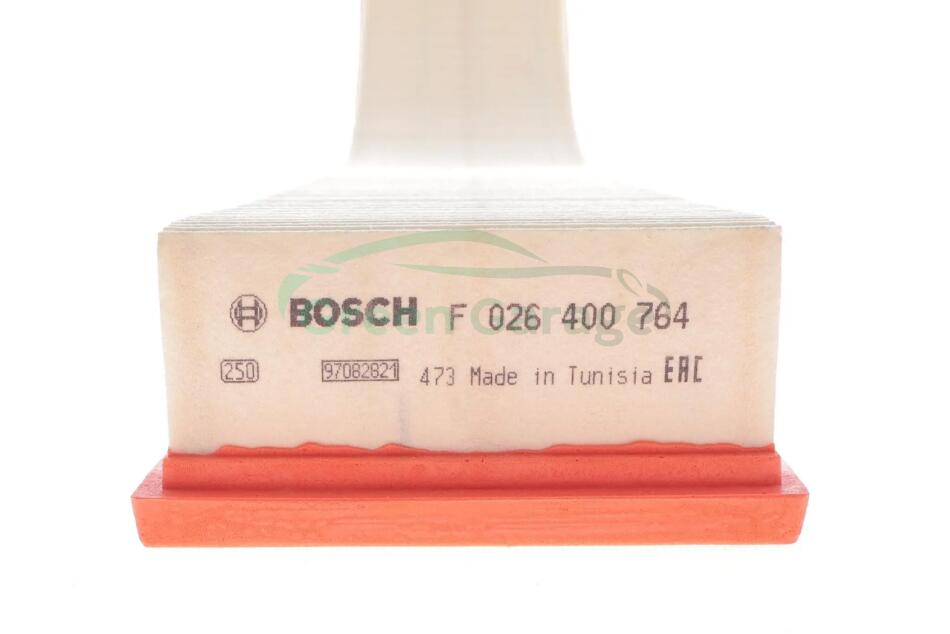 BOSCH F 026 400 764
250 97082821 473 Made in Tunisia EAC
Green Garage